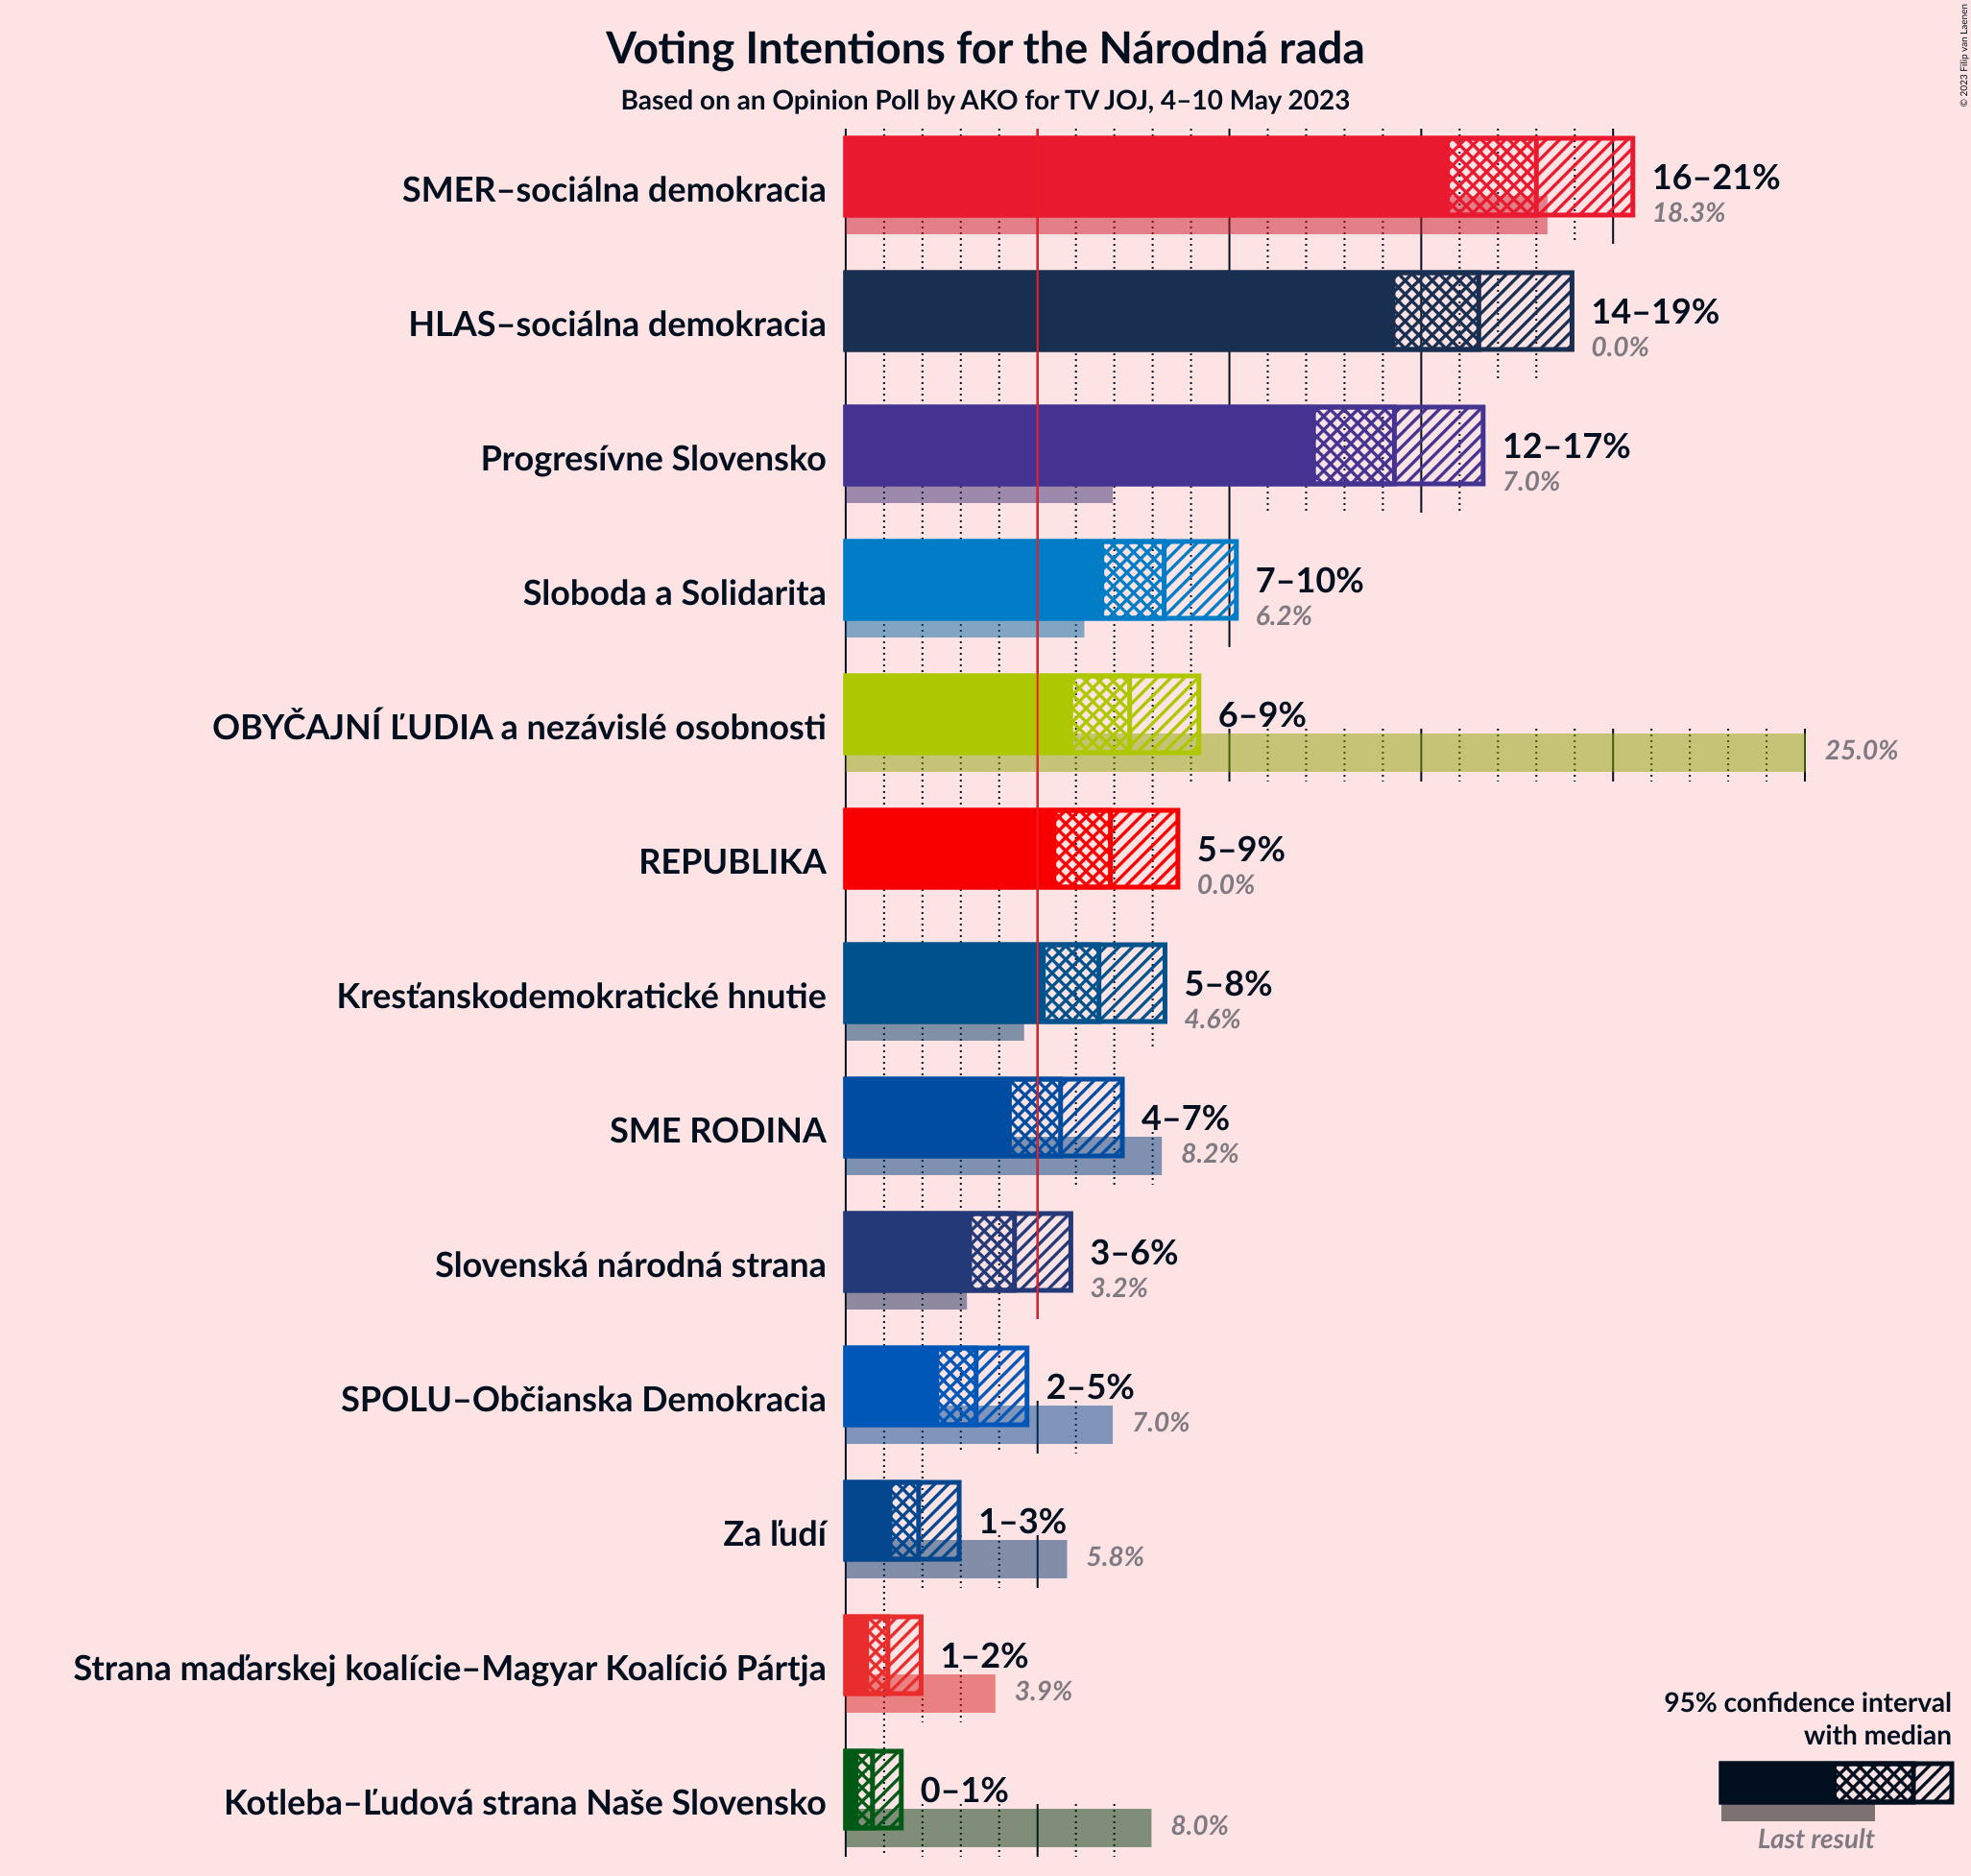 Voting Intentions for the Národná rada
Based on an Opinion Poll by AKO for TV JOJ, 4–10 May 2023
© 2023 Filip van Laenen
SMER–sociálna demokracia
16–21%
18.3%
HLAS–sociálna demokracia
14–19%
0.0%
Progresívne Slovensko
12–17%
7.0%
Sloboda a Solidarita
7–10%
6.2%
OBYČAJNÍ ĽUDIA a nezávislé osobnosti
6–9%
25.0%
REPUBLIKA
5–9%
0.0%
Kresťanskodemokratické hnutie
5–8%
4.6%
SME RODINA
4–7%
8.2%
Slovenská národná strana
3–6%
3.2%
SPOLU–Občianska Demokracia
2–5%
7.0%
Za ľudí
1–3%
5.8%
Strana maďarskej koalície–Magyar Koalíció Pártja
1–2%
3.9%
Kotleba–Ľudová strana Naše Slovensko
0–1%
8.0%
95% confidence interval
with median
Last result